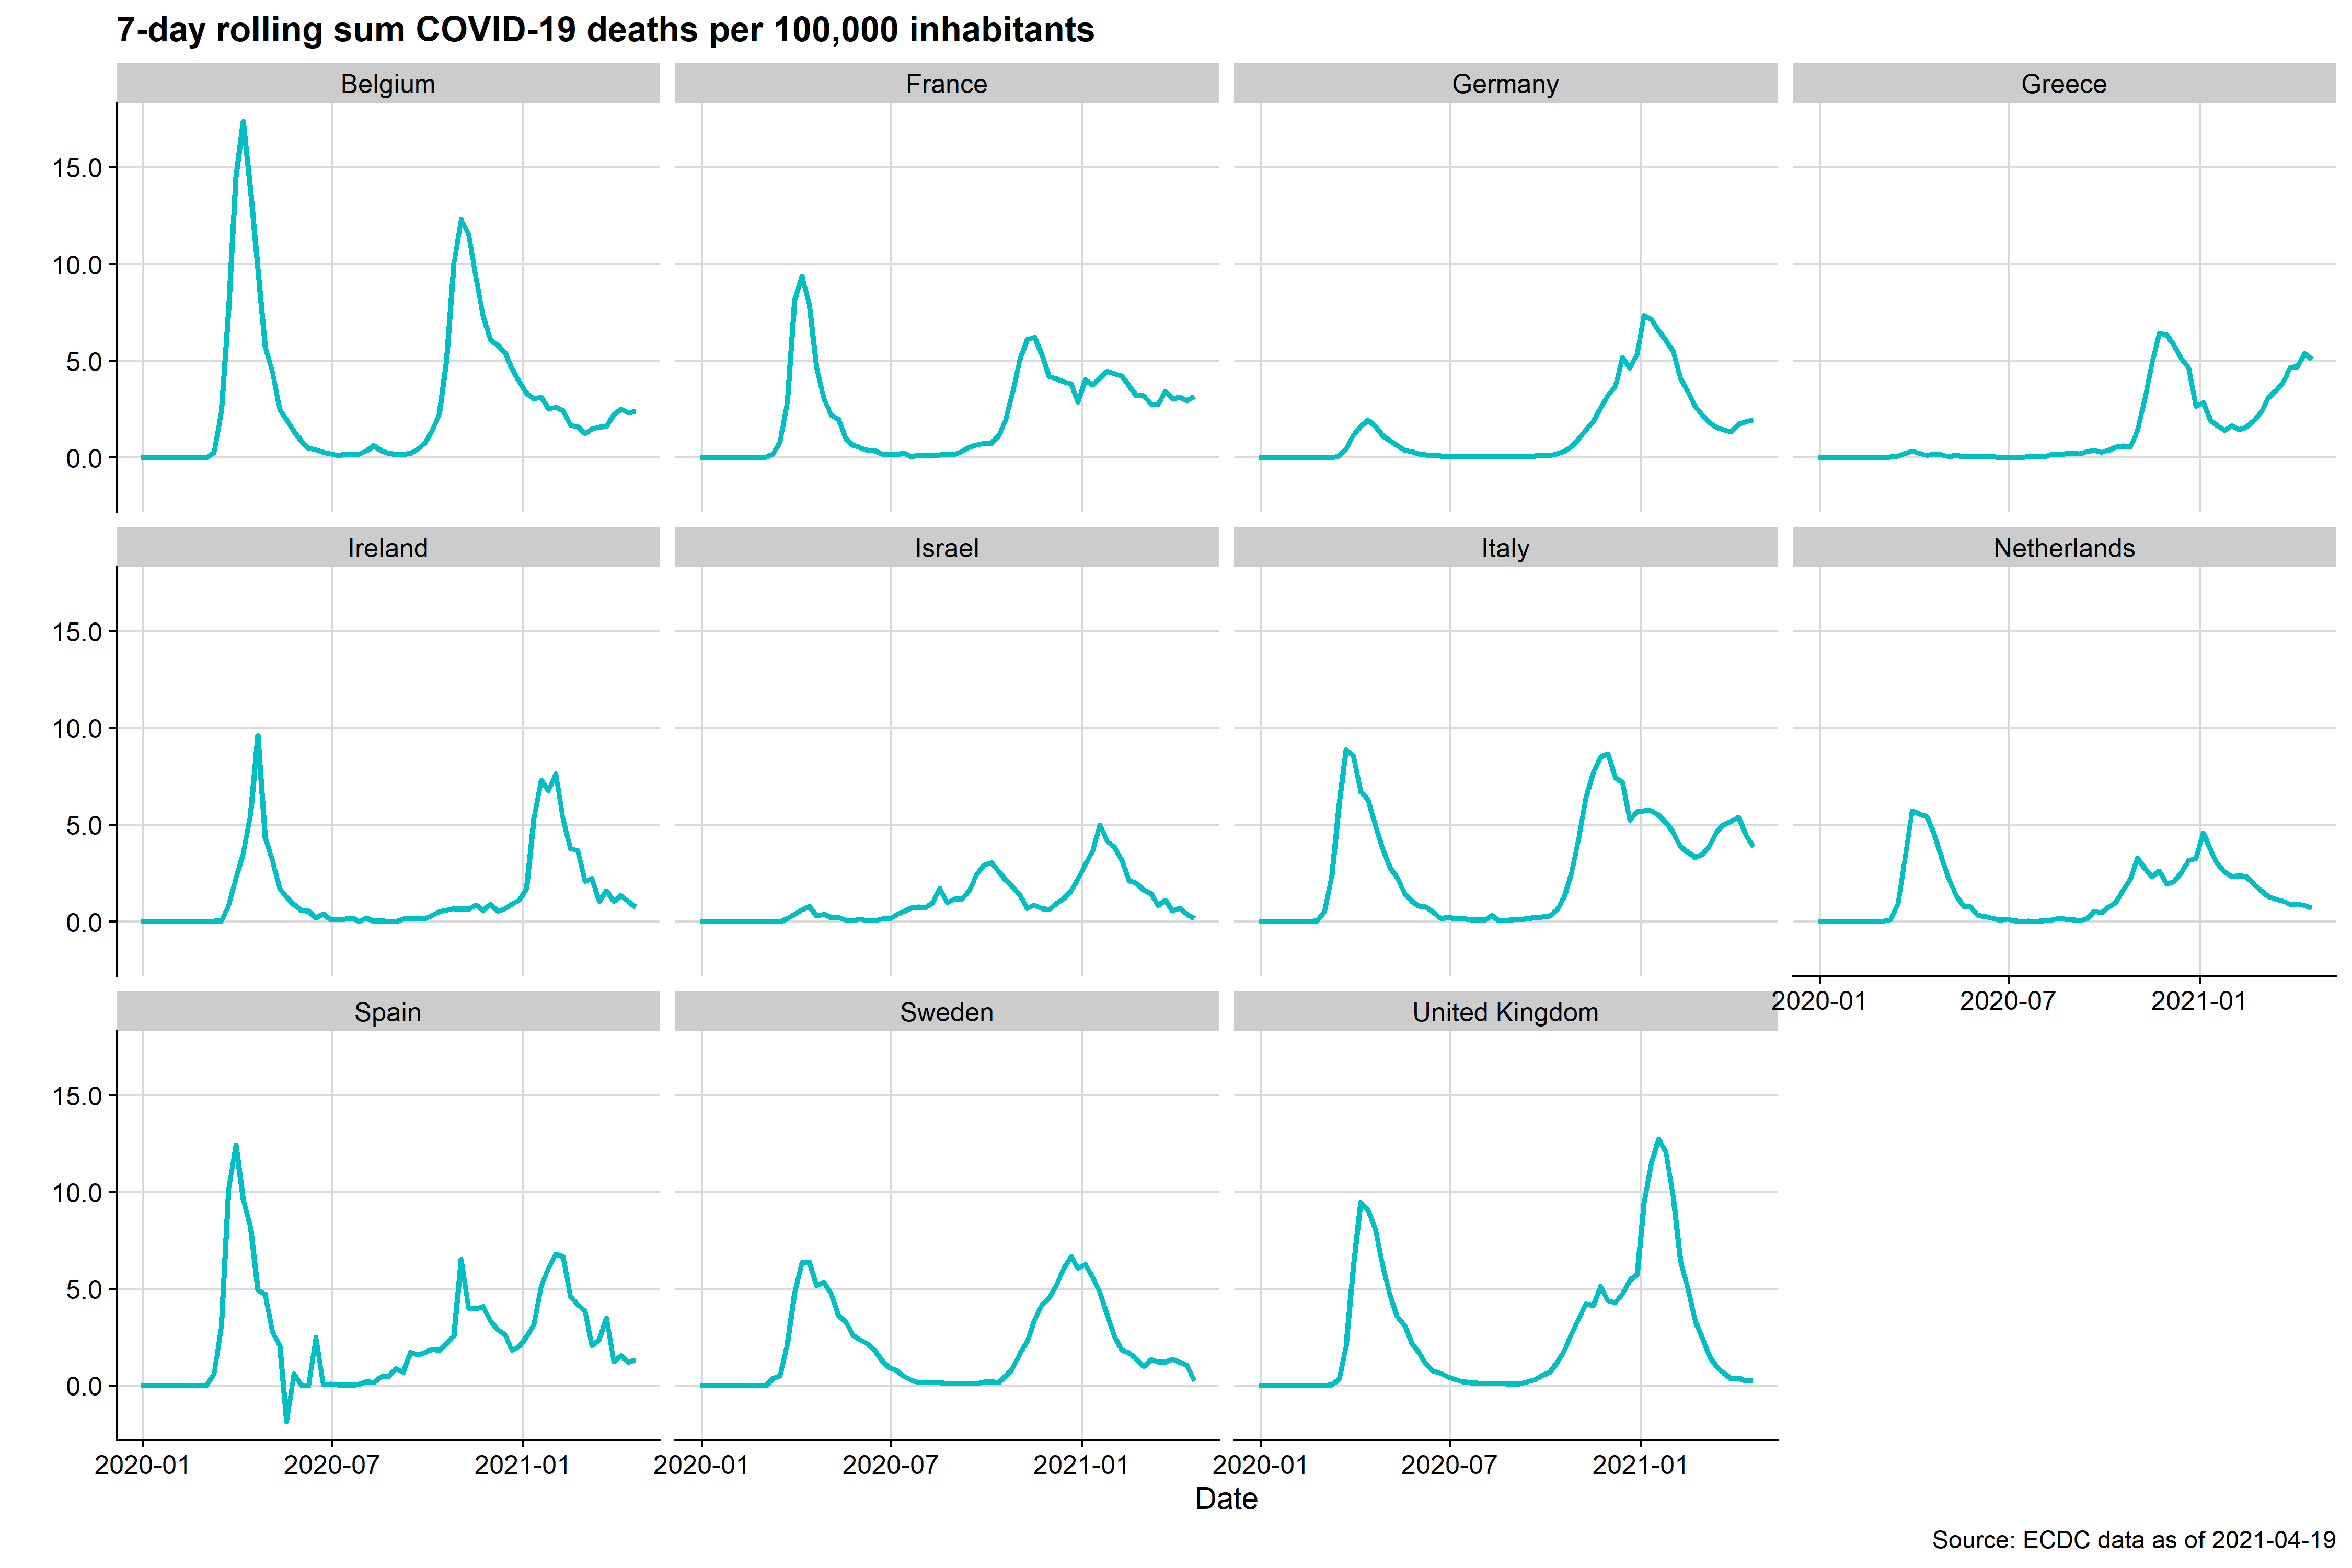 7-day rolling sum COVID-19 deaths per 100,000 inhabitants
Belgium France Germany Greece
15.0
10.0
5.0
0.0
Ireland Israel Italy Netherlands
15.0
10.0
5.0
0.0
2020-01 2020-07 2021-01
Spain Sweden United Kingdom
15.0
10.0
5.0
0.0
2020-01 2020-07 2021-01 2020-01 2020-07 2021-01 2020-01 2020-07 2021-01
Date
Source: ECDC data as of 2021-04-19